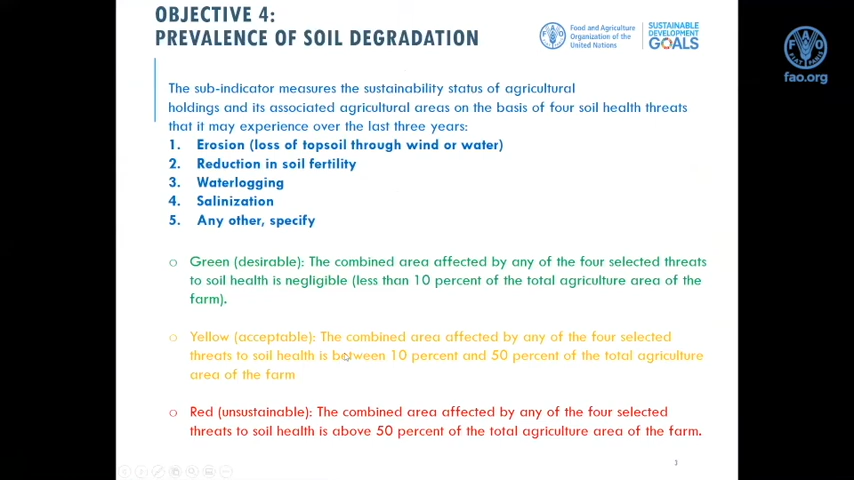 OBJECTIVE 4:
PREVALENCE OF SOIL DEGRADATION
Food and Agriculture
Organization of the
United Nations
SUSTAINABLE
DEVELOPMENT
GOALS
FAO
FIAT PANIS
fao.org
The sub-indicator measures the sustainability status of agricultural
holdings and its associated agricultural areas on the basis of four soil health threats
that it may experience over the last three years:
1. Erosion (loss of topsoil through wind or water)
2. Reduction in soil fertility
3. Waterlogging
4. Salinization
5. Any other, specify
Green (desirable): The combined area affected by any of the four selected threats
to soil health is negligible (less than 10 percent of the total agriculture area of the
farm).
Yellow (acceptable): The combined area affected by any of the four selected
threats to soil health is between 10 percent and 50 percent of the total agriculture
area of the farm
Red (unsustainable): The combined area affected by any of the four selected
threats to soil health is above 50 percent of the total agriculture area of the farm.
3